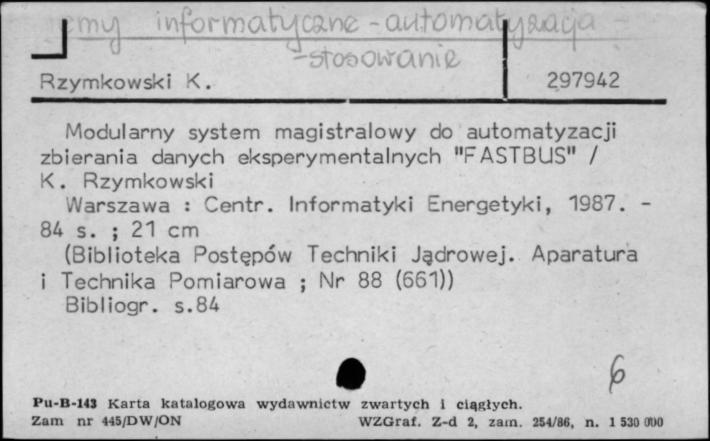 emy informatyczne - automatyzacja -
- stosowanie
Rzymkowski K. 297942
Modularny system magistralowy do automatyzacji
zbierania danych eksperymentalnych "FASTBUS" /
K. Rzymkowski
Warszawa : Centr. Informatyki Energetyki, 1987. -
84 s. ; 21 cm
(Biblioteka Postępów Techniki Jądrowej. Aparatura
i Technika Pomiarowa ; Nr 88 (661))
Bibliogr. s.84
6
Pu-B-143 Karta katalogowa wydawnictw zwartych i ciągłych.
Zam nr 445/DW/ON WZGraf. Z-d 2, zam. 254/86, n. 1 530 000